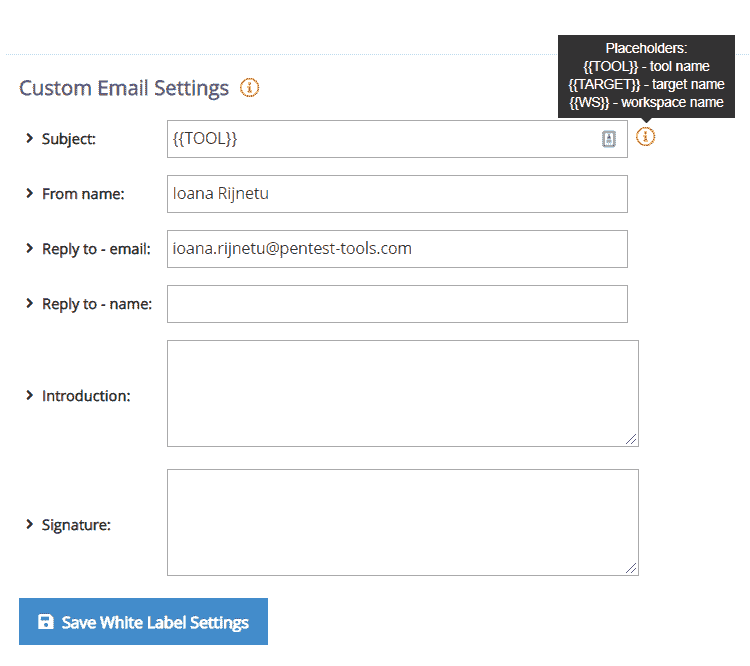 Placeholders:
{{TOOL}} - tool name
{{TARGET}} - target name
{{WS}} - workspace name
Custom Email Settings
Subject:
{{TOOL}}
From name:
Ioana Rijnetu
Reply to - email:
ioana.rijnetu@pentest-tools.com
Reply to - name:
Introduction:
Signature:
Save White Label Settings